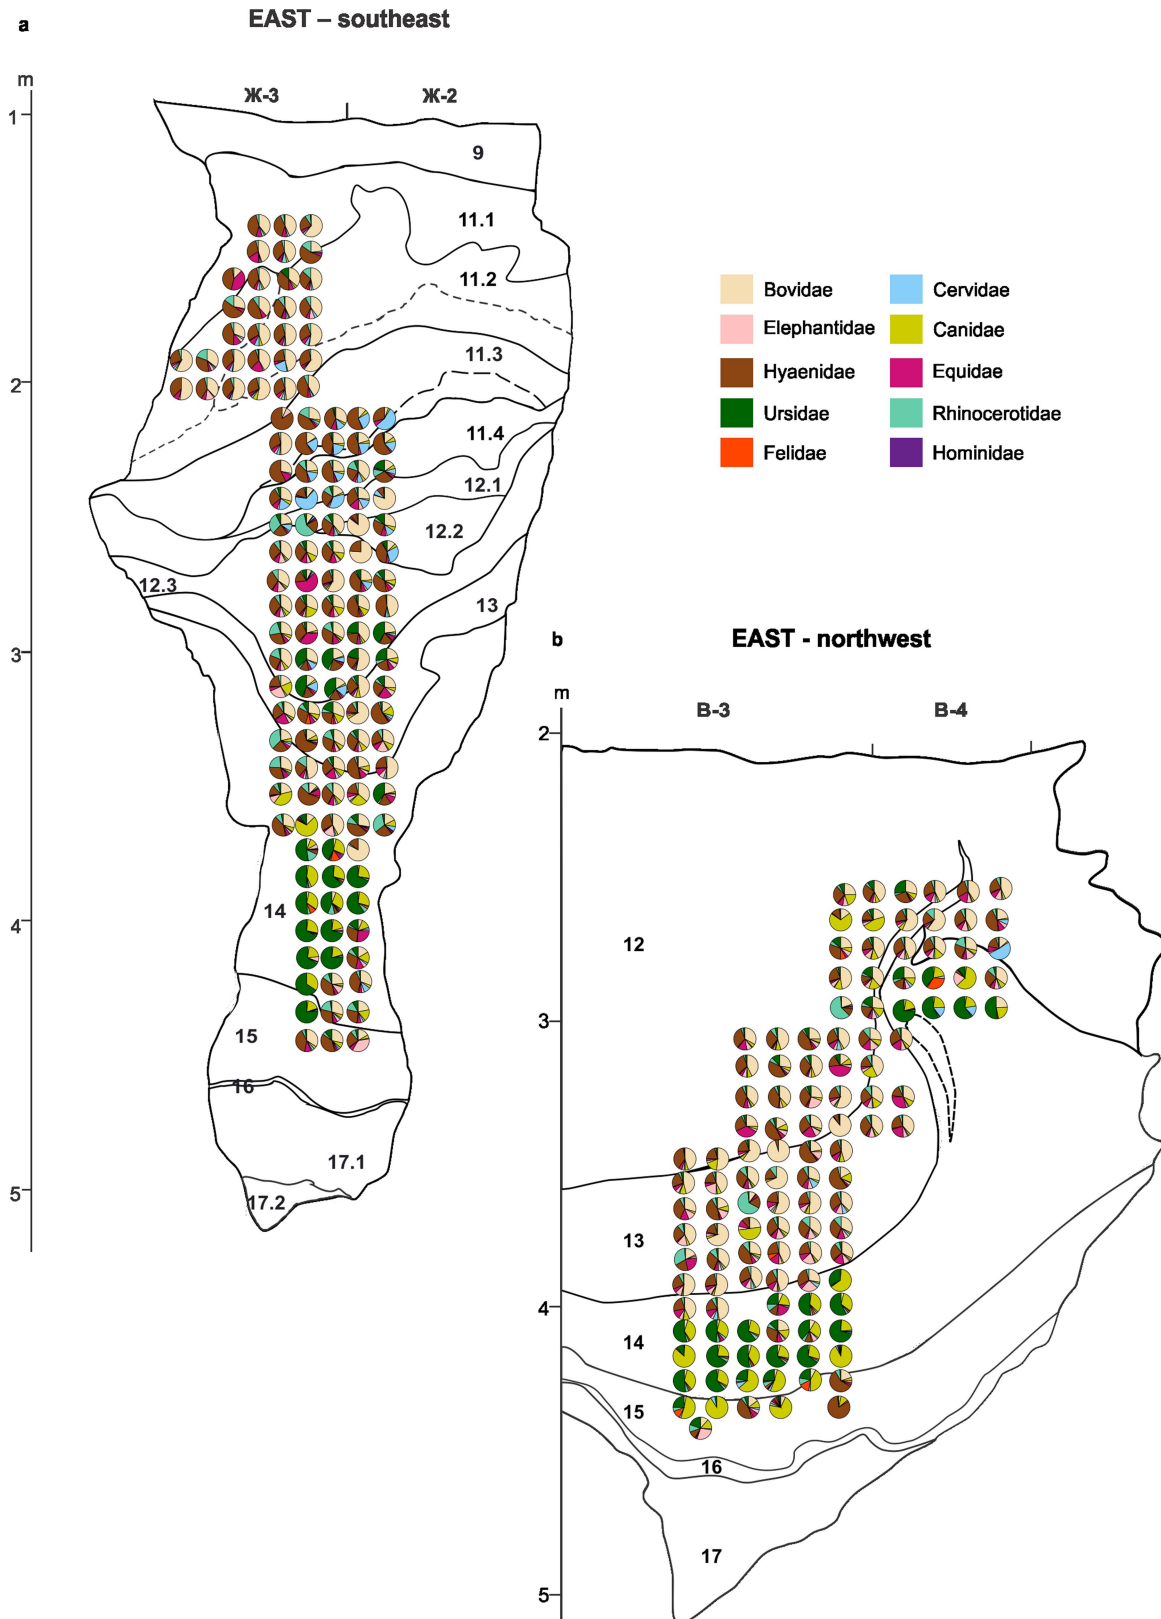 a
EAST – southeast
m
Ж-3
Ж-2
1
9
11.1
11.2
11.3
2
11.4
12.1
12.2
12.3
13
3
14
4
15
16
17.1
5
17.2
Bovidae
Cervidae
Elephantidae
Canidae
Hyaenidae
Equidae
Ursidae
Rhinocerotidae
Felidae
Hominidae
b
EAST - northwest
m
B-3
B-4
2
12
3
13
4
14
15
16
17
5